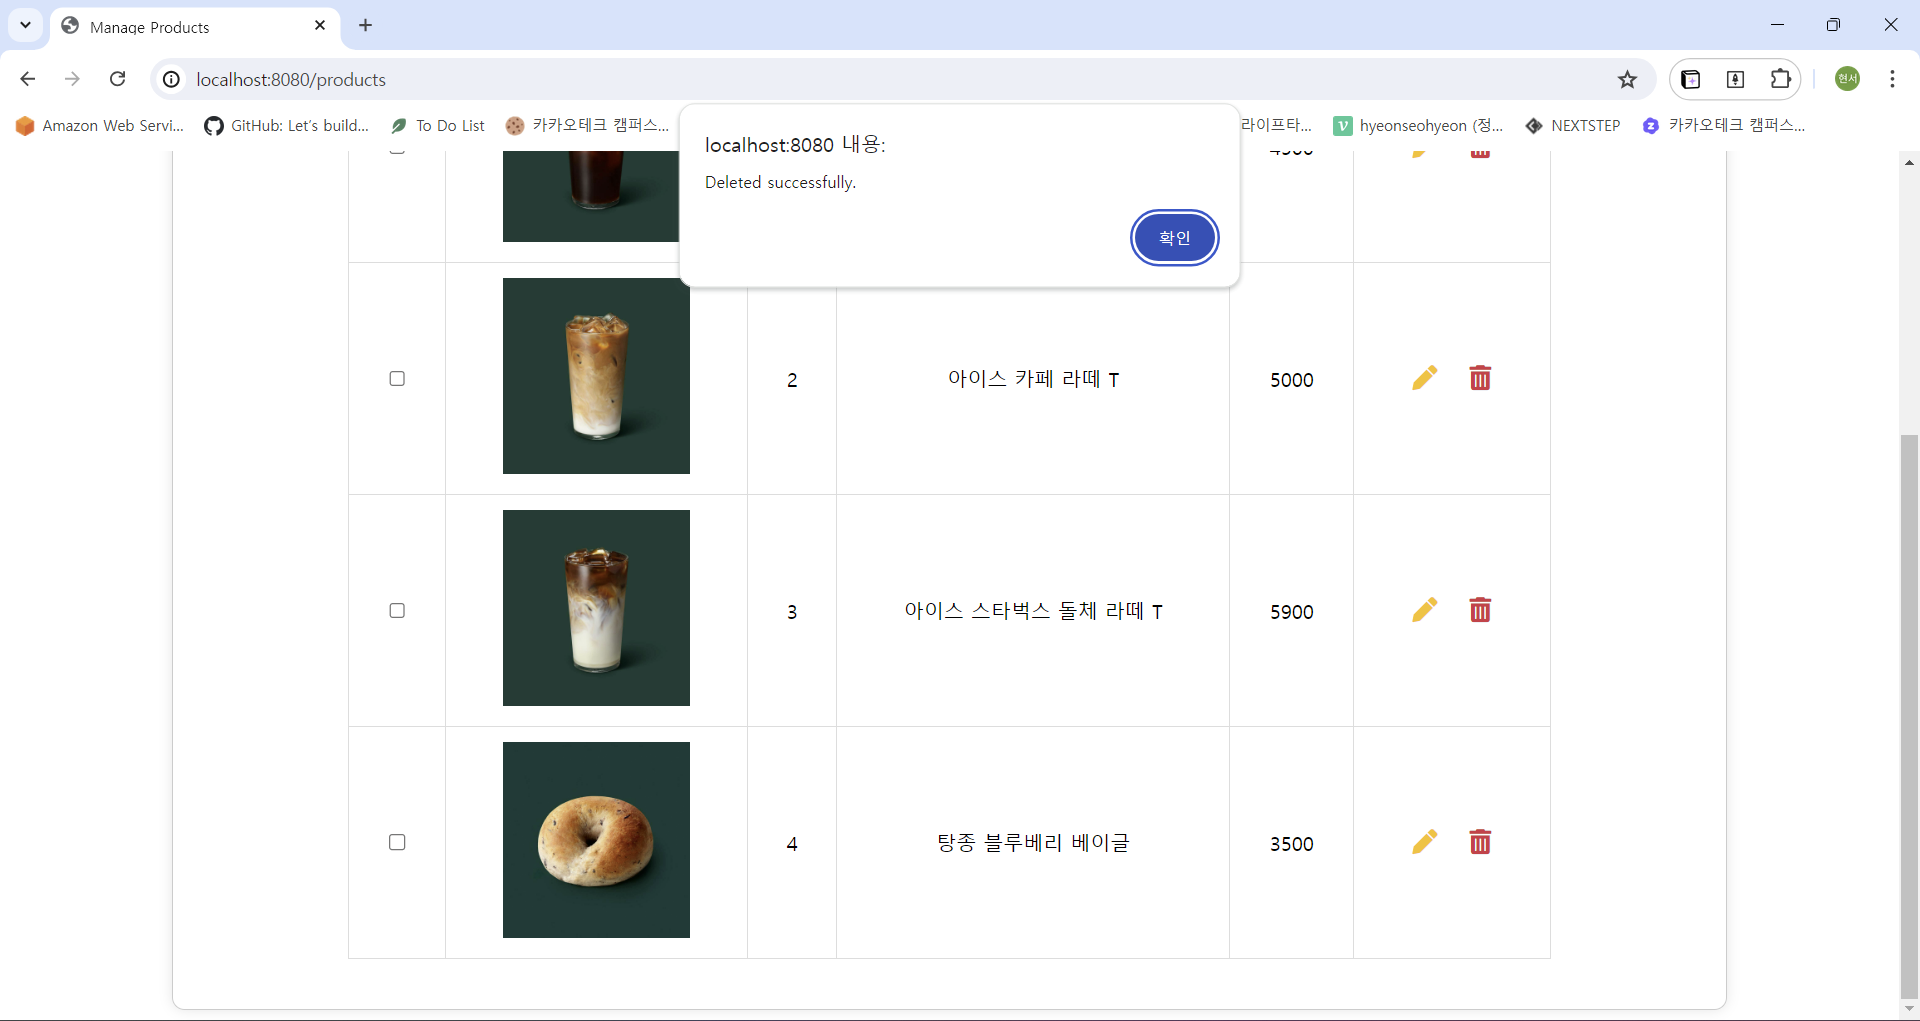 Manage Products
localhost:8080/products
현서
Amazon Web Servi...
GitHub: Let's build...
To Do List
카카오테크 캠퍼스...
라이프타...
hyeonseohyeon (정...
NEXTSTEP
카카오테크 캠퍼스...
localhost:8080 내용:
Deleted successfully.
확인
2
아이스 카페 라떼 T
5000
3
아이스 스타벅스 돌체 라떼 T
5900
4
탕종 블루베리 베이글
3500